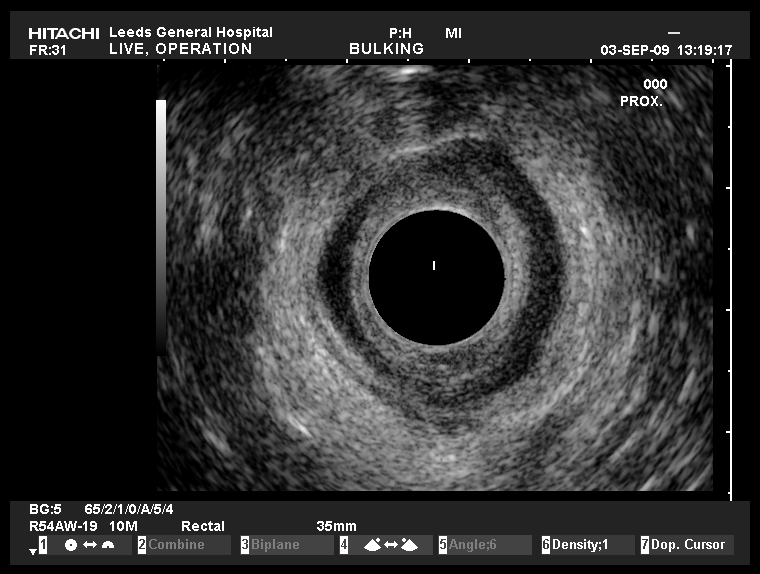 HITACHI Leeds General Hospital P:H MI —
FR:31 LIVE, OPERATION BULKING 03-SEP-09 13:19:17
000
PROX.
BG:5 65/2/1/0/A/5/4
R54AW-19 10M Rectal 35mm
1 2 Combine 3 Biplane 4 5 Angle;6 6 Density;1 7 Dop. Cursor